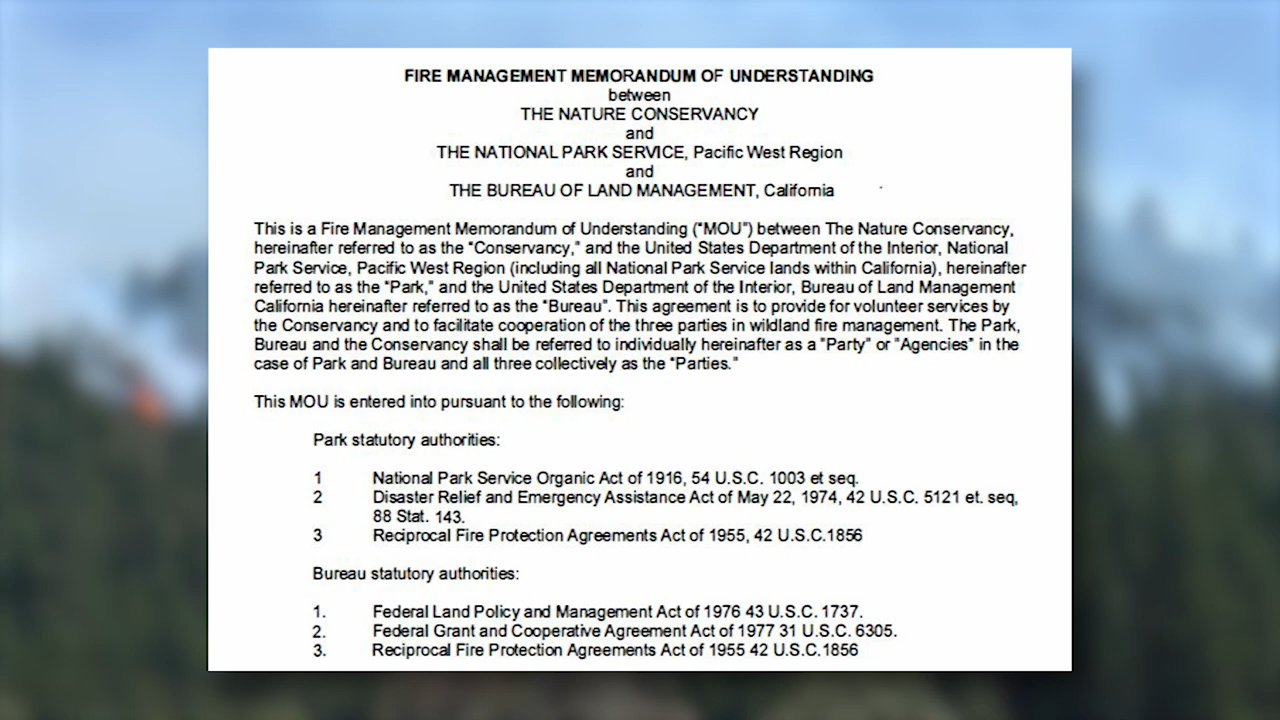 FIRE MANAGEMENT MEMORANDUM OF UNDERSTANDING
between
THE NATURE CONSERVANCY
and
THE NATIONAL PARK SERVICE, Pacific West Region
and
THE BUREAU OF LAND MANAGEMENT, California
This is a Fire Management Memorandum of Understanding ("MOU") between The Nature Conservancy,
hereinafter referred to as the "Conservancy," and the United States Department of the Interior, National
Park Service, Pacific West Region (including all National Park Service lands within California), hereinafter
referred to as the "Park," and the United States Department of the Interior, Bureau of Land Management
California hereinafter referred to as the "Bureau". This agreement is to provide for volunteer services by
the Conservancy and to facilitate cooperation of the three parties in wildland fire management. The Park,
Bureau and the Conservancy shall be referred to individually hereinafter as a "Party" or "Agencies" in the
case of Park and Bureau and all three collectively as the "Parties."
This MOU is entered into pursuant to the following:
Park statutory authorities:
1 National Park Service Organic Act of 1916, 54 U.S.C. 1003 et seq.
2 Disaster Relief and Emergency Assistance Act of May 22, 1974, 42 U.S.C. 5121 et. seq,
88 Stat. 143.
3 Reciprocal Fire Protection Agreements Act of 1955, 42 U.S.C.1856
Bureau statutory authorities:
1. Federal Land Policy and Management Act of 1976 43 U.S.C. 1737.
2. Federal Grant and Cooperative Agreement Act of 1977 31 U.S.C. 6305.
3. Reciprocal Fire Protection Agreements Act of 1955 42 U.S.C.1856